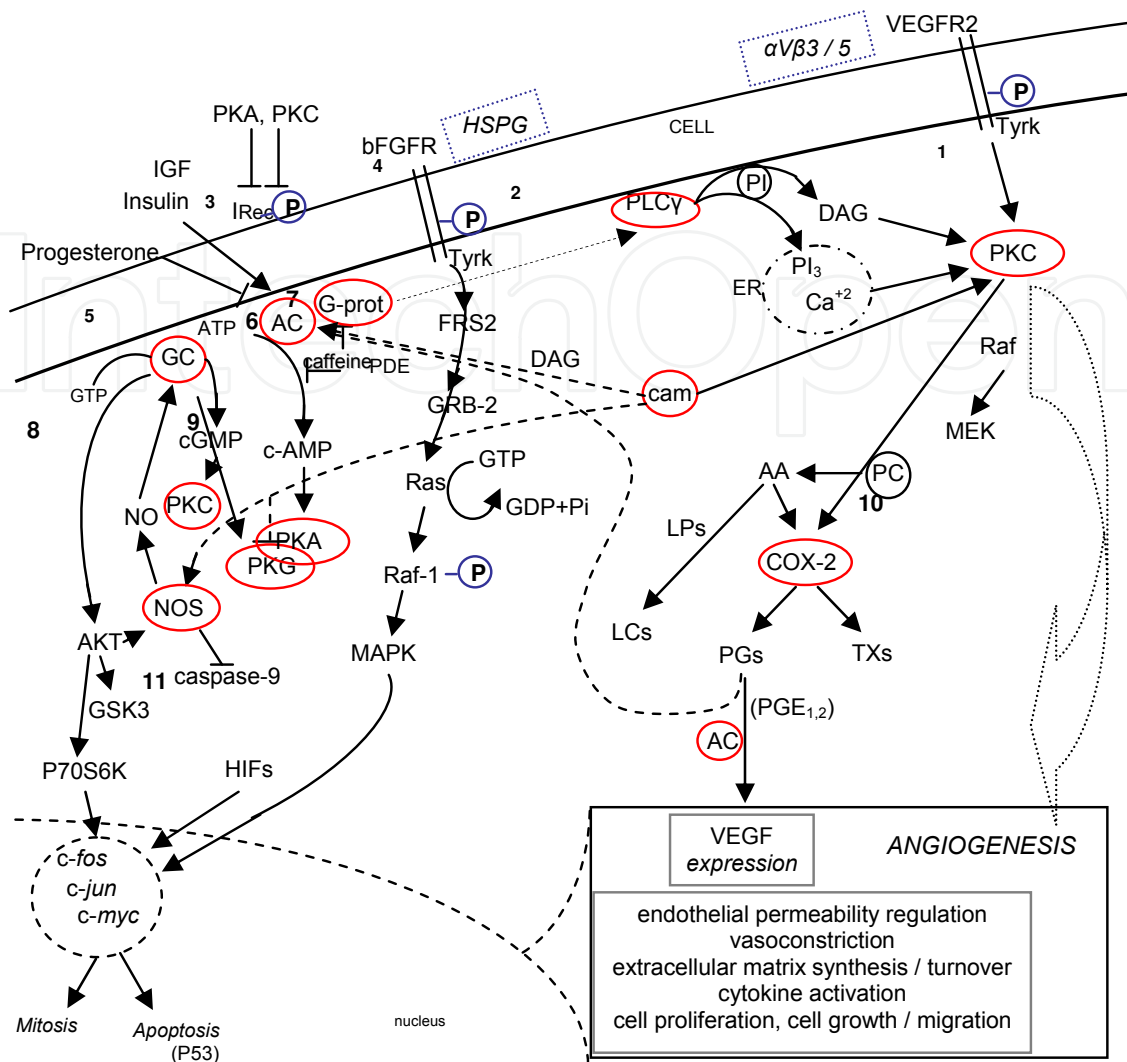 VEGFR2
αVβ3 / 5
P
PKA, PKC
HSPG
CELL
Tyrk
bFGFR
4
1
IGF
Insulin
3
IRec
P
2
PI
PLCγ
DAG
P
Progesterone
Tyrk
PI3
PKC
ER
Ca+2
5
7
G-prot
ATP
6
AC
FRS2
GC
caffeine
PDE
DAG
Raf
GTP
cam
GRB-2
8
9
cGMP
c-AMP
MEK
GTP
AA
PC
Ras
PKC
10
NO
GDP+Pi
LPs
PKA
PKG
Raf-1
P
COX-2
NOS
LCs
AKT
MAPK
PGs
TXs
11
caspase-9
GSK3
(PGE1,2)
AC
P70S6K
HIFs
VEGF
expression
ANGIOGENESIS
c-fos
c-jun
c-myc
endothelial permeability regulation
vasoconstriction
extracellular matrix synthesis / turnover
cytokine activation
cell proliferation, cell growth / migration
Mitosis
Apoptosis
(P53)
nucleus
IntechOpen